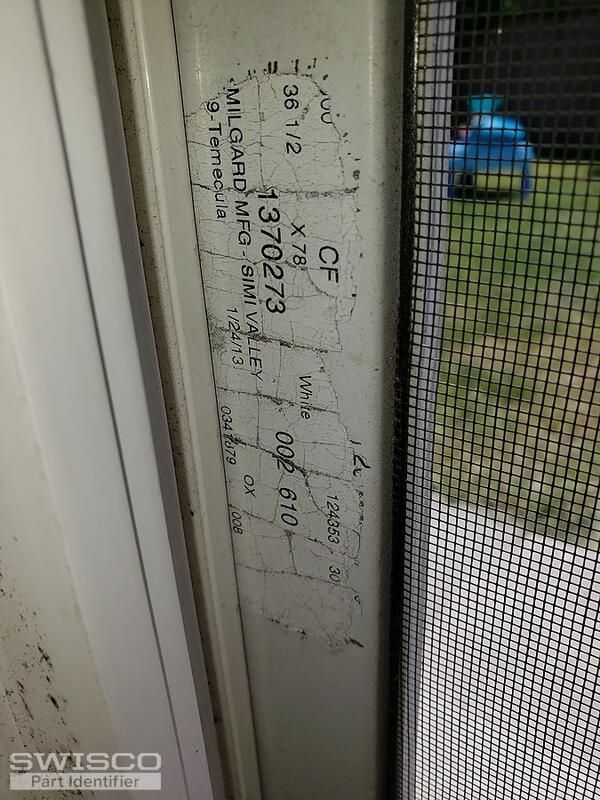 36 1/2 X 78 CF
1370273
MILGARD MFG - SIMI VALLEY
9-Temecula 1/24/13
White
002 610
124353 30
OX
008
SWISCO
Part Identifier